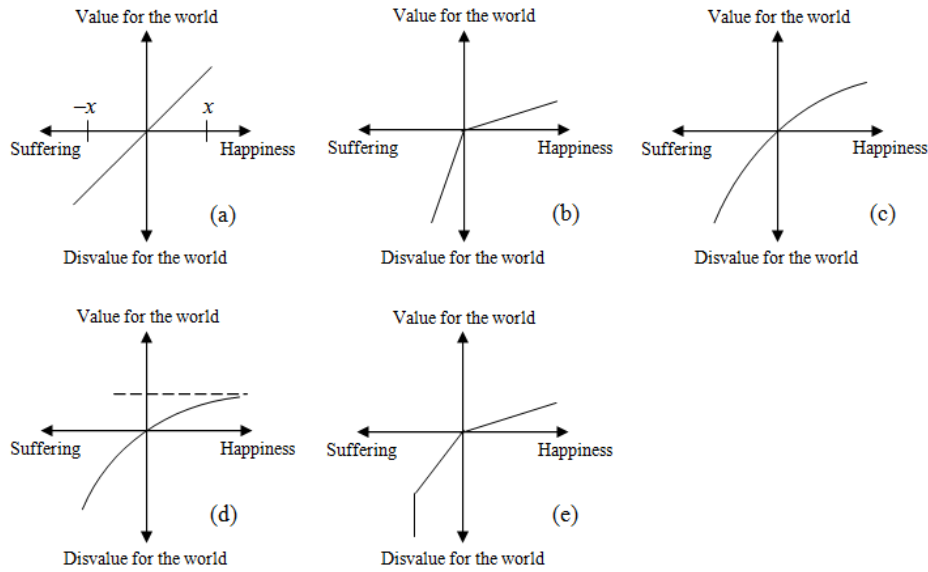 Value for the world
−x
x
Suffering
Happiness
(a)
Disvalue for the world
Value for the world
Suffering
Happiness
(b)
Disvalue for the world
Value for the world
Suffering
Happiness
(c)
Disvalue for the world
Value for the world
Suffering
Happiness
(d)
Disvalue for the world
Value for the world
Suffering
Happiness
(e)
Disvalue for the world